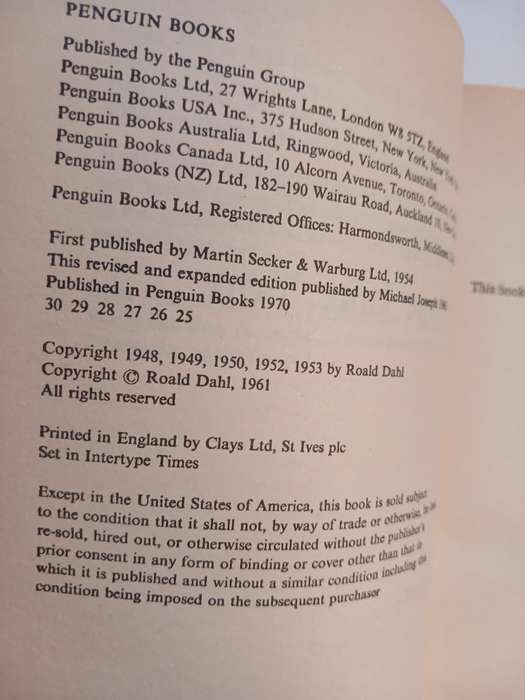 PENGUIN BOOKS
Published by the Penguin Group
Penguin Books Ltd, 27 Wrights Lane, London W8 5TZ, England
Penguin Books USA Inc., 375 Hudson Street, New York, New York
Penguin Books Australia Ltd, Ringwood, Victoria, Australia
Penguin Books Canada Ltd, 10 Alcorn Avenue, Toronto, Ontario,
Penguin Books (NZ) Ltd, 182–190 Wairau Road, Auckland 10, New
Penguin Books Ltd, Registered Offices: Harmondsworth, Middlesex,
First published by Martin Secker & Warburg Ltd, 1954
This revised and expanded edition published by Michael Joseph
Published in Penguin Books 1970
30 29 28 27 26 25
Copyright 1948, 1949, 1950, 1952, 1953 by Roald Dahl
Copyright © Roald Dahl, 1961
All rights reserved
Printed in England by Clays Ltd, St Ives plc
Set in Intertype Times
Except in the United States of America, this book is sold subject
to the condition that it shall not, by way of trade or otherwise, be
re-sold, hired out, or otherwise circulated without the publisher's
prior consent in any form of binding or cover other than that in
which it is published and without a similar condition including this
condition being imposed on the subsequent purchaser
This book